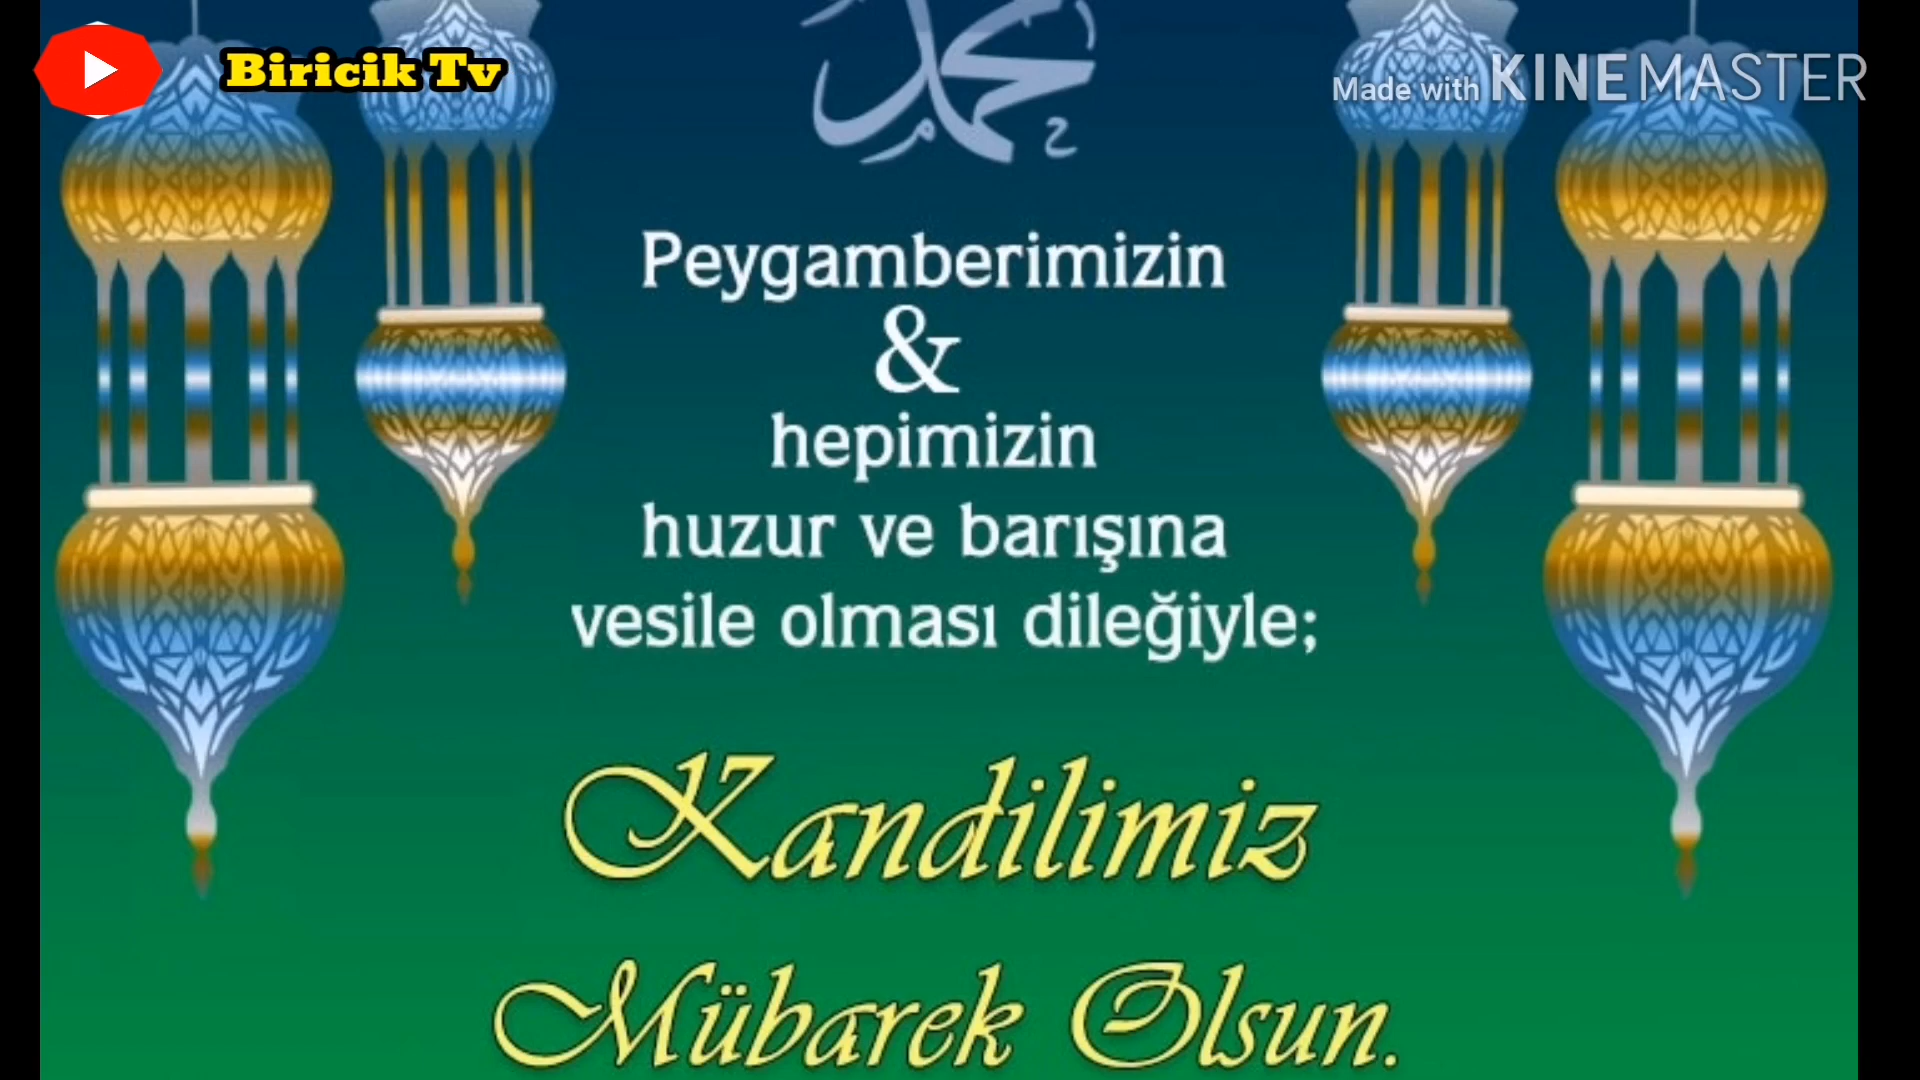 Biricik Tv
Made with KINEMASTER
محمد
Peygamberimizin
&
hepimizin
huzur ve barışına
vesile olması dileğiyle;
Kandilimiz
Mübarek Olsun.